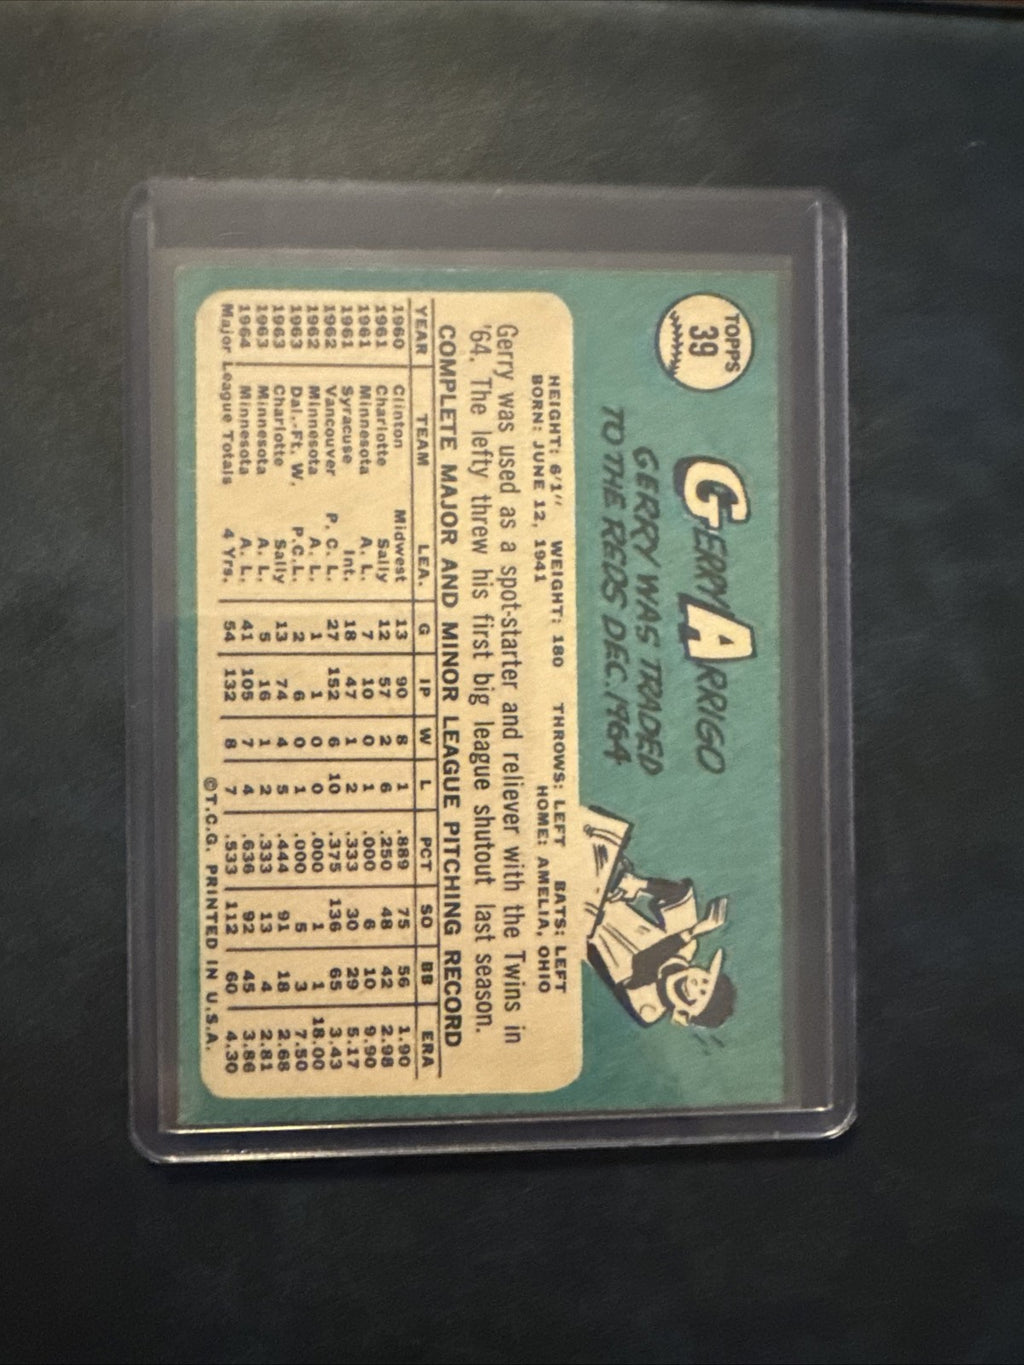 TOPPS
39
GERRY ARRIGO
GERRY WAS TRADED
TO THE REDS DEC. 1964
HEIGHT: 6'1" WEIGHT: 180 THROWS: LEFT BATS: LEFT
BORN: JUNE 12, 1941 HOME: AMELIA, OHIO
Gerry was used as a spot-starter and reliever with the Twins in
'64. The lefty threw his first big league shutout last season.
COMPLETE MAJOR AND MINOR LEAGUE PITCHING RECORD
YEAR TEAM LEA. G IP W L PCT SO BB ERA
1960 Clinton Midwest 13 90 8 1 .889 75 56 1.90
1961 Charlotte Sally 12 57 2 6 .250 48 42 2.98
1961 Minnesota A. L. 7 10 0 1 .000 6 10 9.90
1961 Syracuse Int. 18 47 1 2 .333 30 29 5.17
1962 Vancouver P. C. L. 27 152 6 10 .375 136 65 3.43
1962 Minnesota A. L. 1 1 0 0 .000 1 1 18.00
1963 Dal.-Ft. W. P.C.L. 2 6 0 1 .000 5 3 7.50
1963 Charlotte Sally 13 74 4 5 .444 91 18 2.68
1963 Minnesota A. L. 5 16 1 2 .333 13 4 2.81
1964 Minnesota A. L. 41 105 7 4 .636 92 45 3.86
Major League Totals 4 Yrs. 54 132 8 7 .533 112 60 4.30
©T.C.G. PRINTED IN U.S.A.